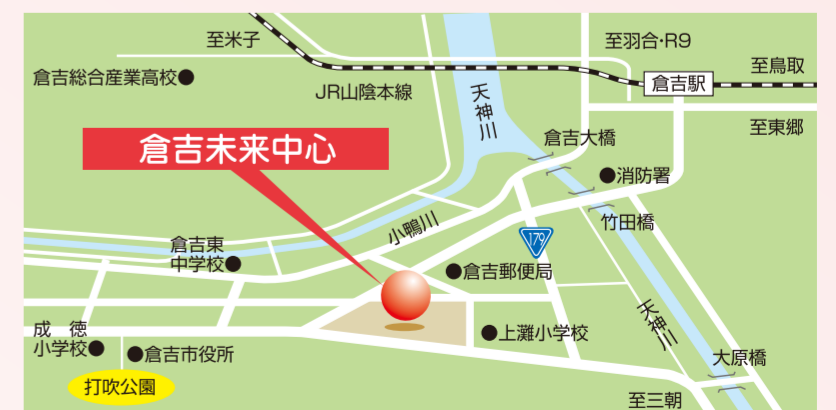 至米子
至羽合・R9
倉吉総合産業高校●
JR山陰本線
天神川
倉吉駅
至鳥取
至東郷
倉吉未来中心
倉吉大橋
●消防署
竹田橋
小鴨川
179
倉吉東
中学校●
●倉吉郵便局
天神川
成 徳
小学校●
●倉吉市役所
●上灘小学校
大原橋
打吹公園
至三朝